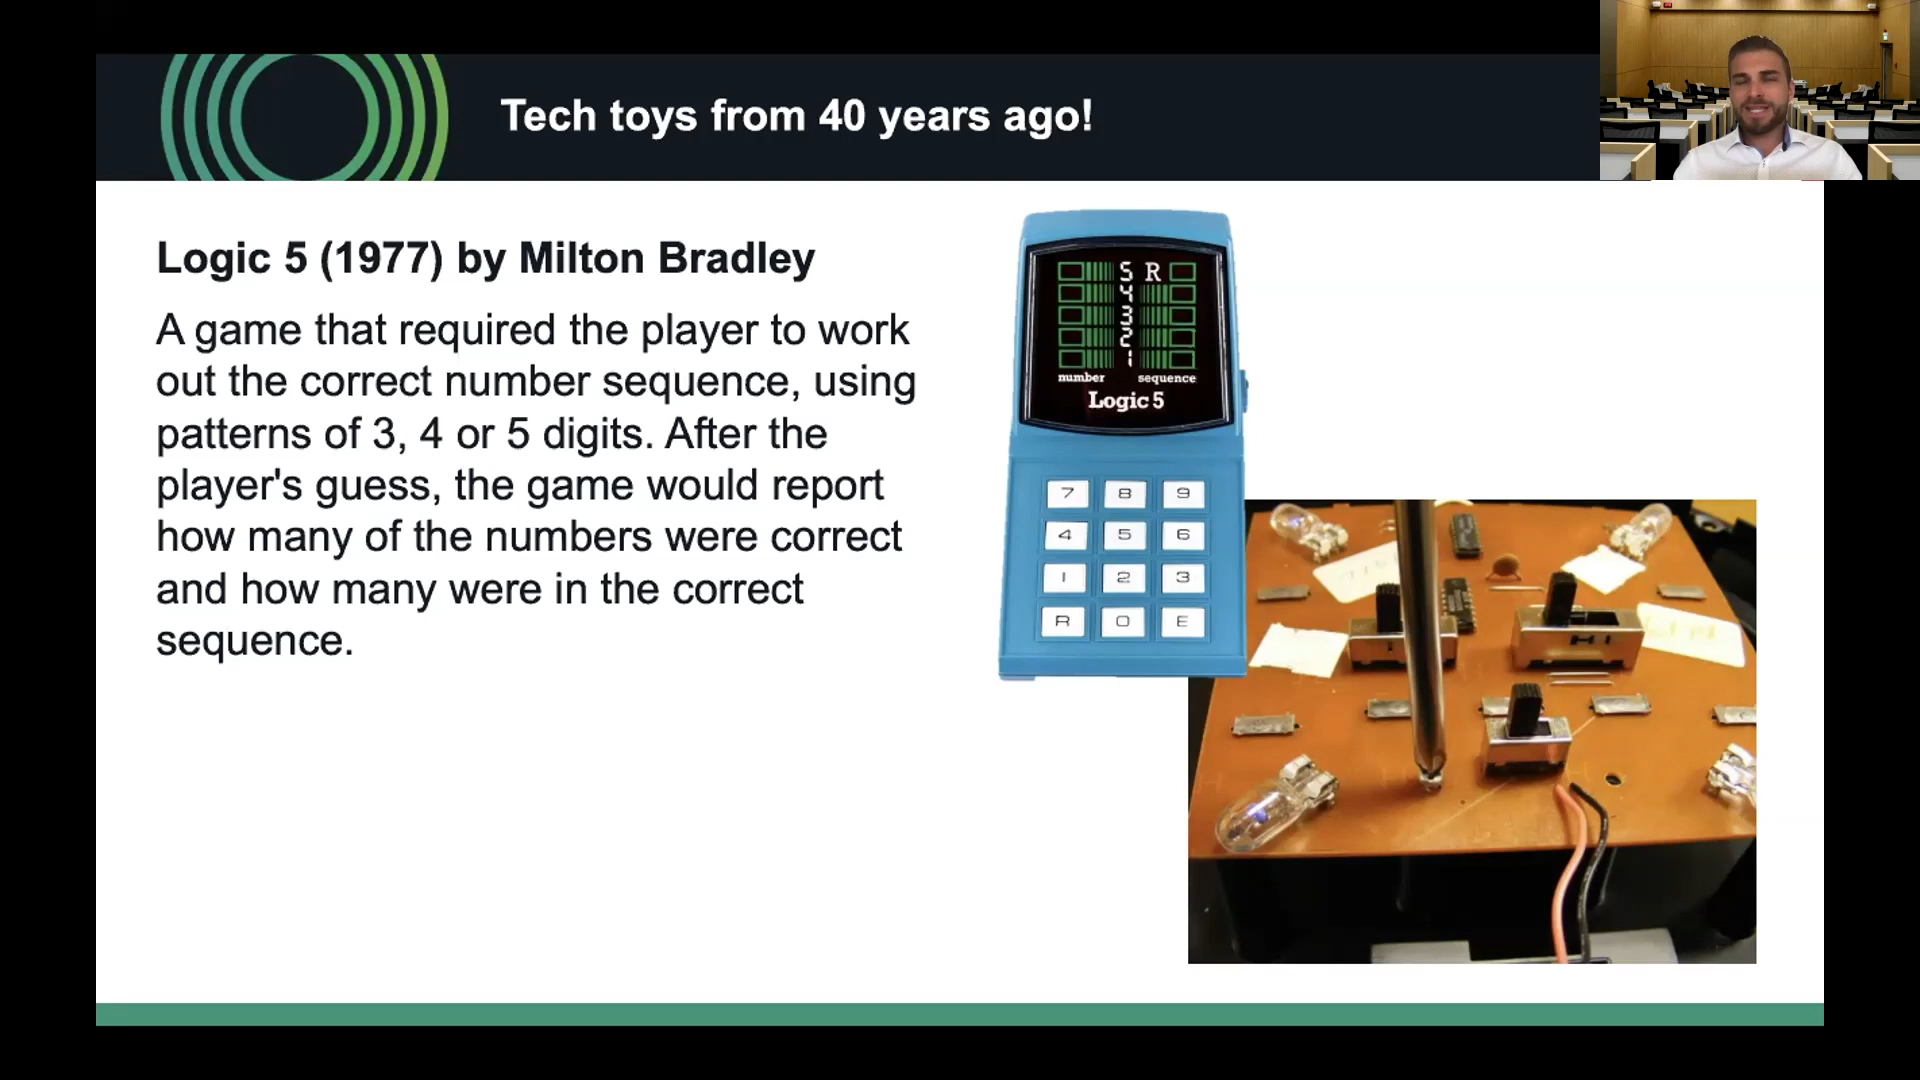 Tech toys from 40 years ago!
Logic 5 (1977) by Milton Bradley
A game that required the player to work
out the correct number sequence, using
patterns of 3, 4 or 5 digits. After the
player's guess, the game would report
how many of the numbers were correct
and how many were in the correct
sequence.
5 R
4
3
2
1
number sequence
Logic 5
7 8 9
4 5 6
1 2 3
R 0 E